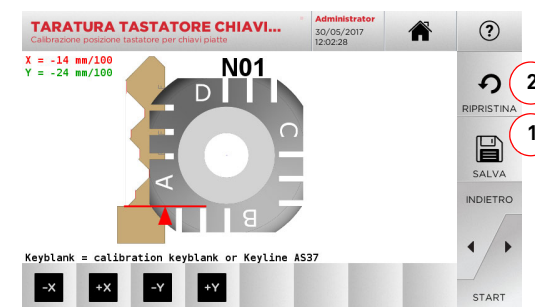 TARATURA TASTATORE CHIAVI...
Calibrazione posizione tastatore per chiavi piatte
Administrator
30/05/2017
12:02:28
?
X = -14 mm/100
Y = -24 mm/100
N01
D
C
A
B
2
RIPRISTINA
1
SALVA
INDIETRO
Keyblank = calibration keyblank or Keyline AS37
-X +X -Y +Y
START